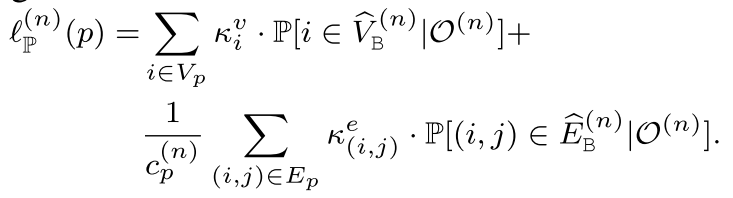 ℓ_ℙ^(n)(p) = ∑_{i∈V_p} κ_i^v · ℙ[i ∈ V̂_B^(n)|𝒪^(n)]+
1/c_p^(n) ∑_{(i,j)∈E_p} κ_(i,j)^e · ℙ[(i, j) ∈ Ê_B^(n)|𝒪^(n)].